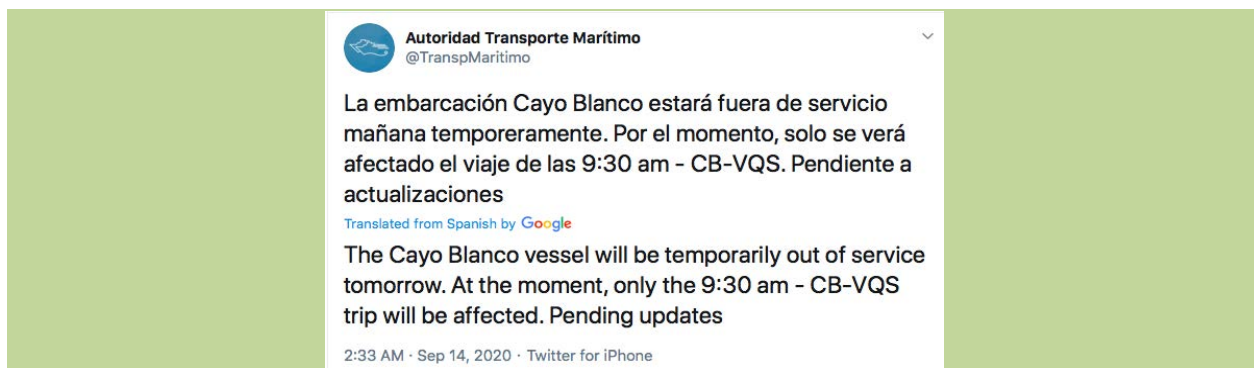 Autoridad Transporte Marítimo
@TranspMaritimo
La embarcación Cayo Blanco estará fuera de servicio
mañana temporeramente. Por el momento, solo se verá
afectado el viaje de las 9:30 am - CB-VQS. Pendiente a
actualizaciones
Translated from Spanish by Google
The Cayo Blanco vessel will be temporarily out of service
tomorrow. At the moment, only the 9:30 am - CB-VQS
trip will be affected. Pending updates
2:33 AM · Sep 14, 2020 · Twitter for iPhone